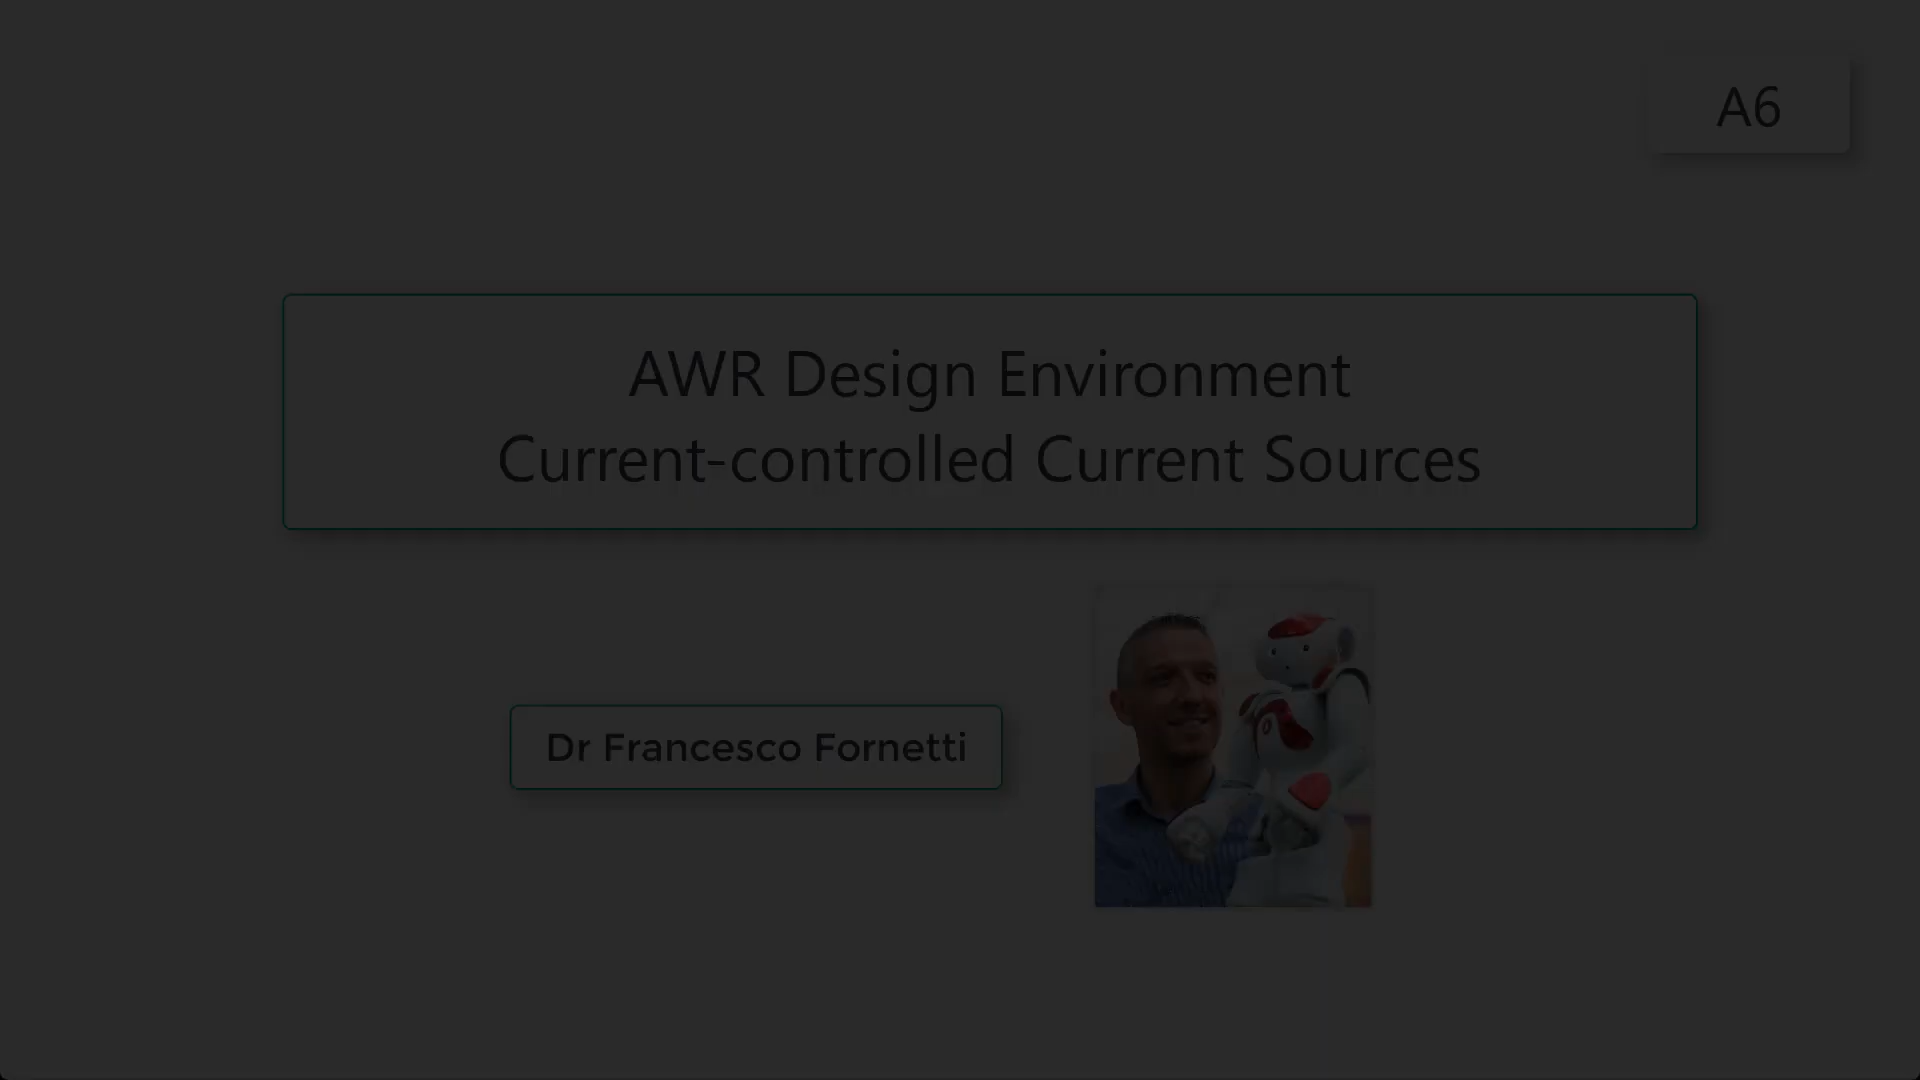 A6
AWR Design Environment
Current-controlled Current Sources
Dr Francesco Fornetti